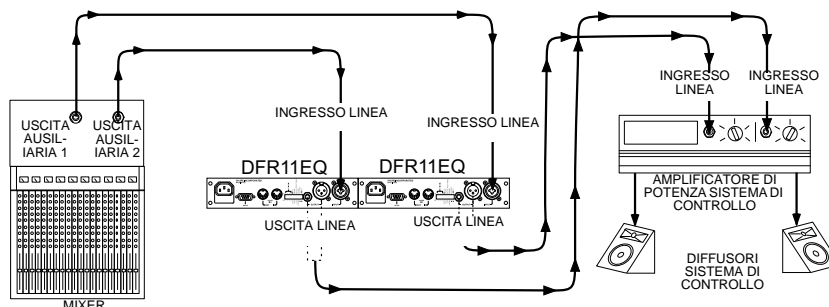 USCITA
AUSIL-
IARIA 1
USCITA
AUSIL-
IARIA 2
MIXER
INGRESSO LINEA
INGRESSO LINEA
DFR11EQ
DFR11EQ
USCITA LINEA
USCITA LINEA
INGRESSO
LINEA
INGRESSO
LINEA
AMPLIFICATORE DI
POTENZA SISTEMA DI
CONTROLLO
DIFFUSORI
SISTEMA DI
CONTROLLO